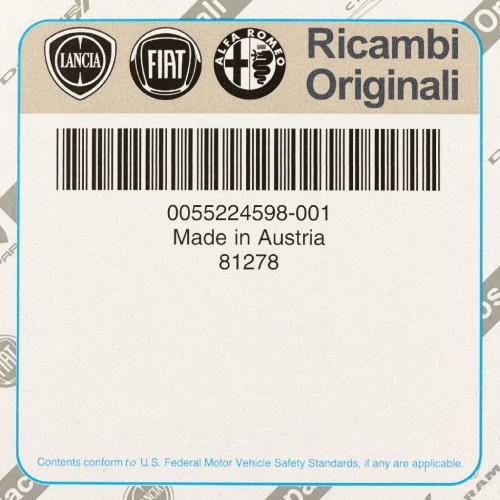 LANCIA
FIAT
ALFA ROMEO
Ricambi
Originali
0055224598-001
Made in Austria
81278
Contents conform to U.S. Federal Motor Vehicle Safety Standards, if any are applicable.
FIAT